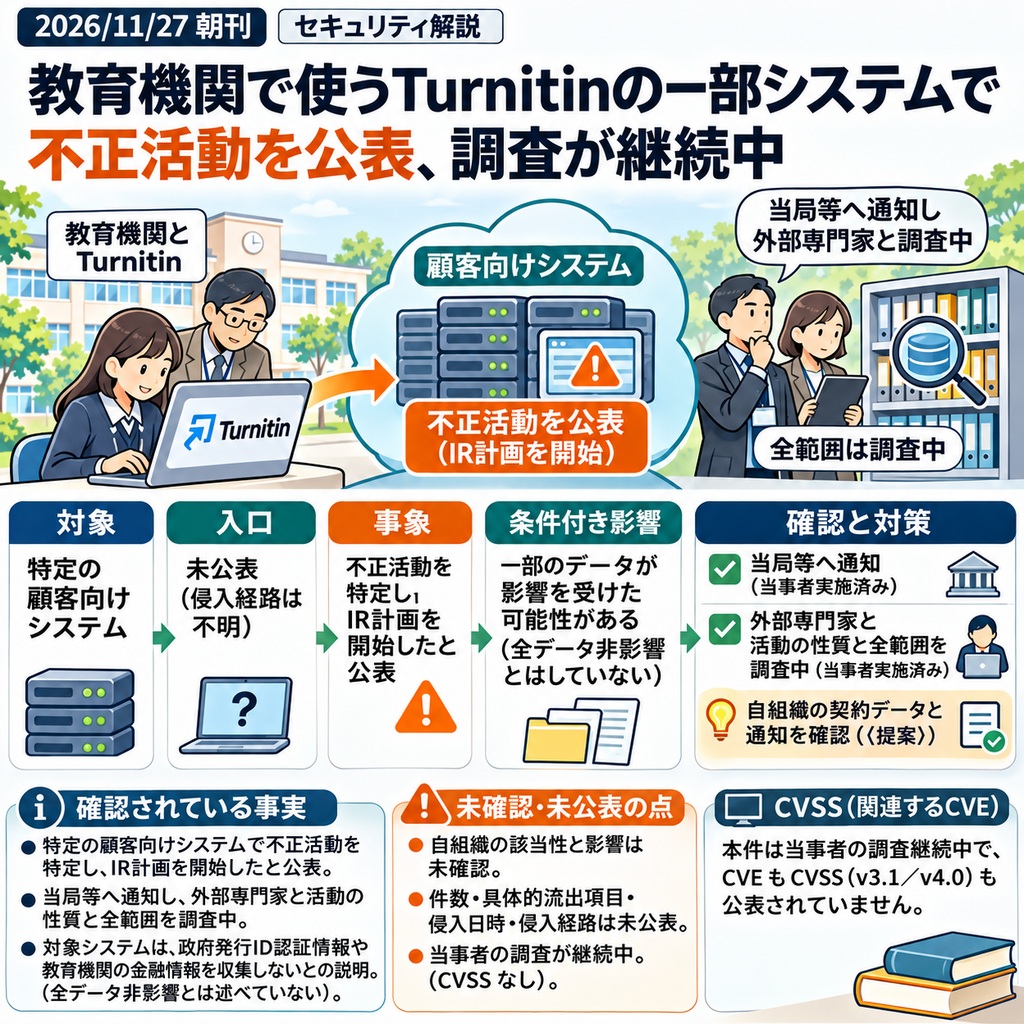 2026/11/27 朝刊
セキュリティ解説
教育機関で使うTurnitinの一部システムで
不正活動を公表、調査が継続中
教育機関と
Turnitin
Turnitin
顧客向けシステム
不正活動を公表
(IR計画を開始)
当局等へ通知し
外部専門家と調査中
全範囲は調査中
対象
特定の
顧客向け
システム
入口
未公表
(侵入経路は
不明)
?
事象
不正活動を
特定し、
IR計画を
開始したと
公表
条件付き影響
一部のデータが
影響を受けた
可能性がある
(全データ非影響
とはしていない)
確認と対策
当局等へ通知
(当事者実施済み)
外部専門家と
活動の性質と全範囲を
調査中(当事者実施済み)
自組織の契約データと
通知を確認(〈提案〉)
確認されている事実
● 特定の顧客向けシステムで不正活動を
特定し、IR計画を開始したと公表。
● 当局等へ通知し、外部専門家と活動の
性質と全範囲を調査中。
● 対象システムは、政府発行ID認証情報や
教育機関の金融情報を収集しないとの説明。
(全データ非影響とは述べていない)。
未確認・未公表の点
● 自組織の該当性と影響は
未確認。
● 件数・具体的流出項目・
侵入日時・侵入経路は未公表。
● 当事者の調査が継続中。
(CVSS なし)。
CVSS(関連するCVE)
本件は当事者の調査継続中で、
CVE も CVSS(v3.1/v4.0)も
公表されていません。